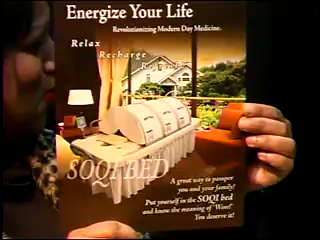 Energize Your Life
Revolutionizing Modern Day Medicine.
Relax
Recharge
SOQI BED
A great way to pamper
you and your family!
Put yourself in the SOQI bed
and know the meaning of "Wow!"
You deserve it!